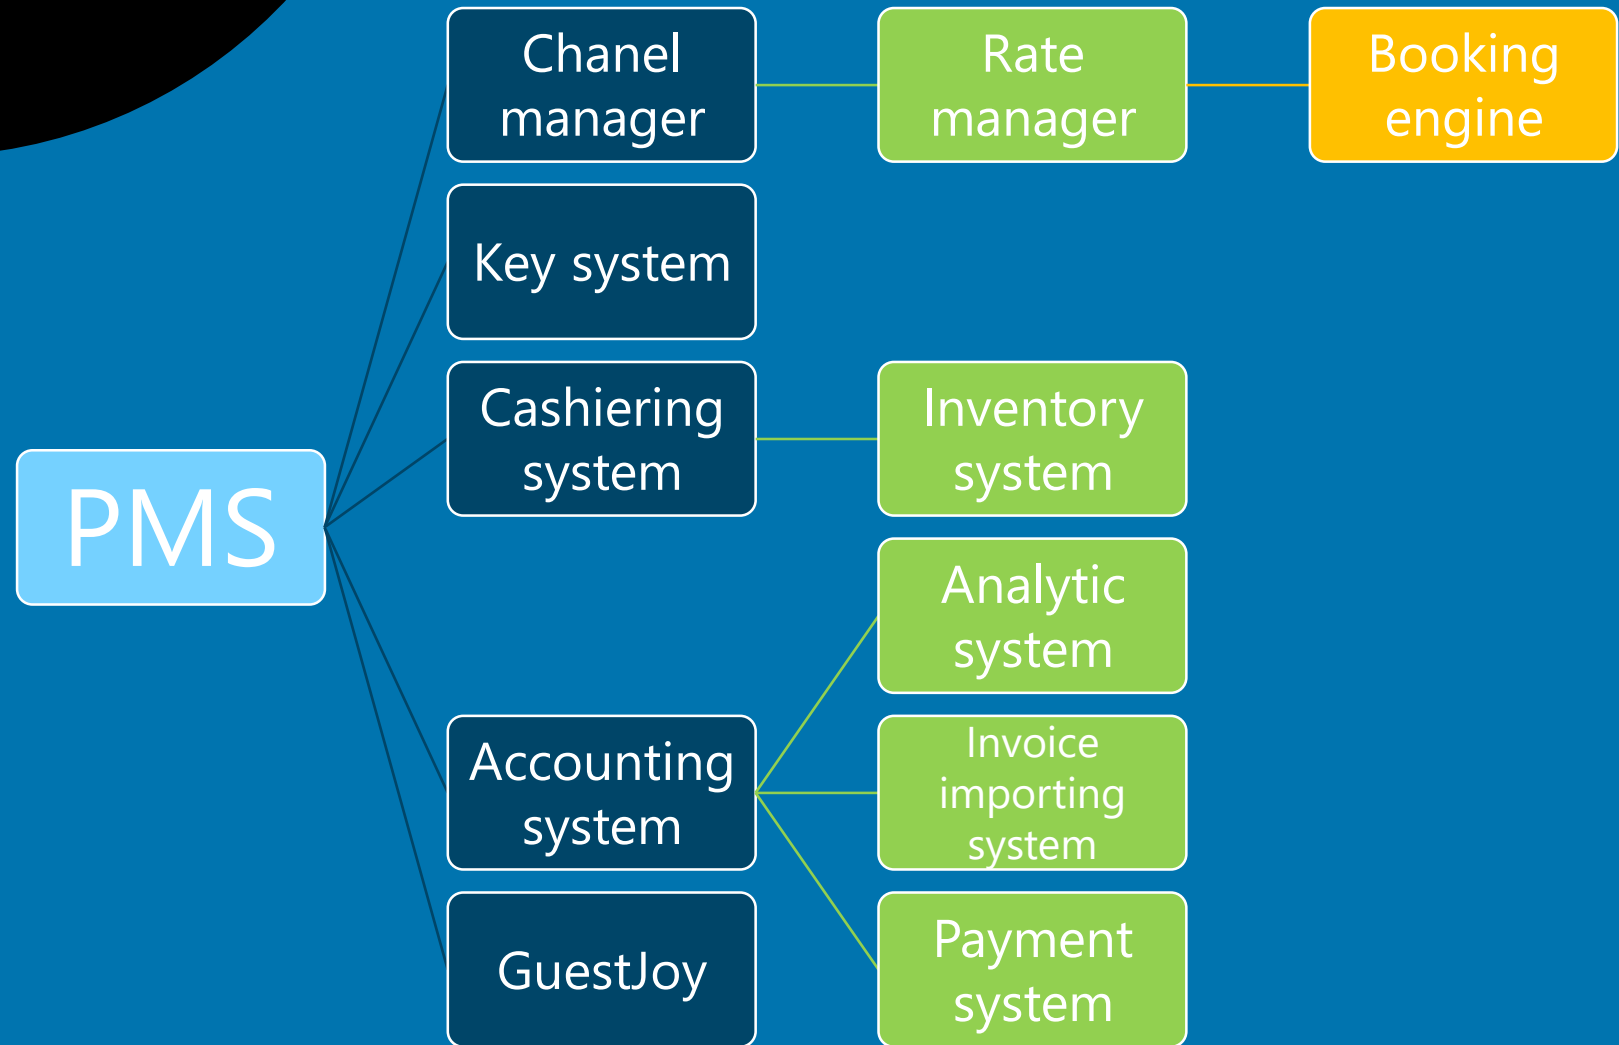 Chanel
manager
Rate
manager
Booking
engine
Key system
Cashiering
system
Inventory
system
PMS
Analytic
system
Accounting
system
Invoice
importing
system
GuestJoy
Payment
system